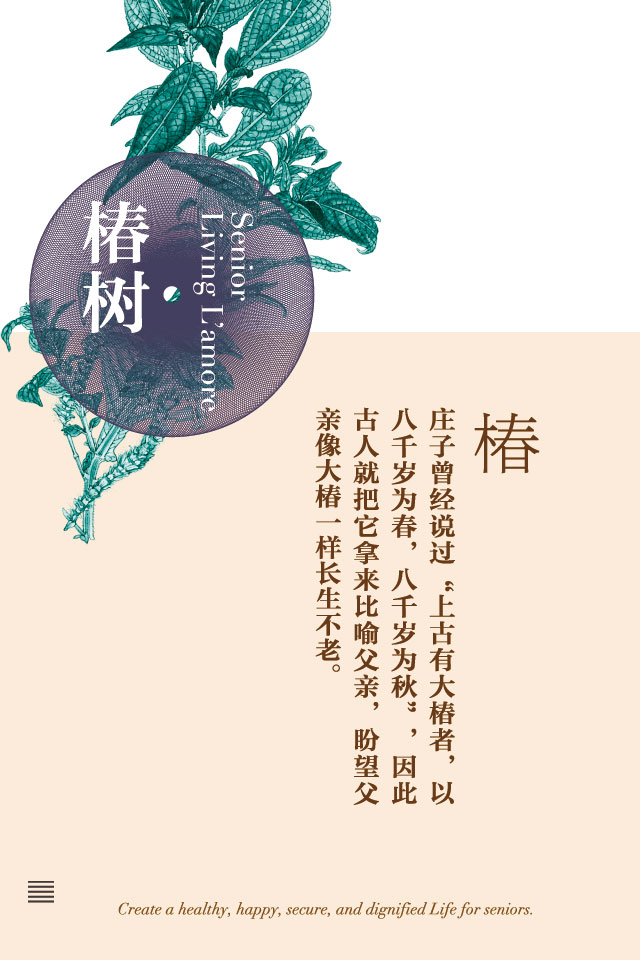 椿树
Senior
Living L'amore
椿
庄子曾经说过“上古有大椿者，以
八千岁为春，八千岁为秋”，因此
古人就把它拿来比喻父亲，盼望父
亲像大椿一样长生不老。
Create a healthy, happy, secure, and dignified Life for seniors.